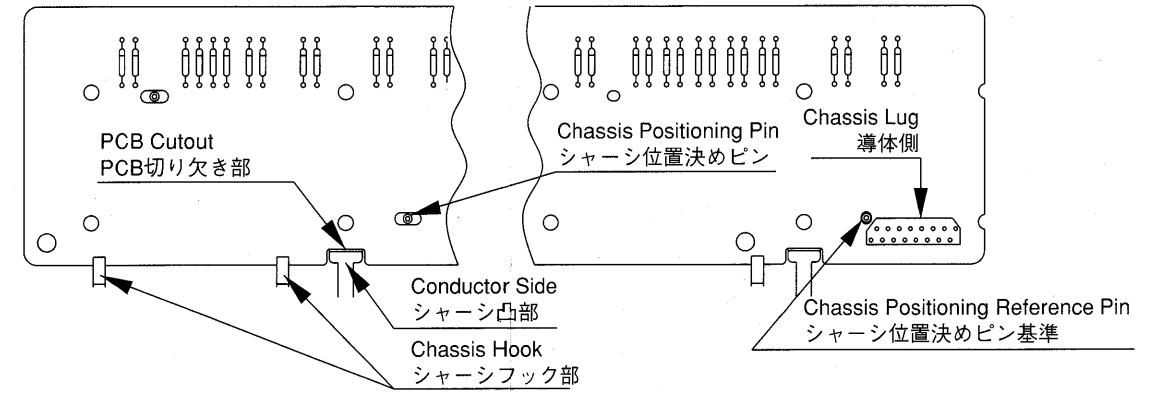 PCB Cutout
PCB切り欠き部
Chassis Positioning Pin
シャーシ位置決めピン
Chassis Lug
導体側
Conductor Side
シャーシ凸部
Chassis Hook
シャーシフック部
Chassis Positioning Reference Pin
シャーシ位置決めピン基準